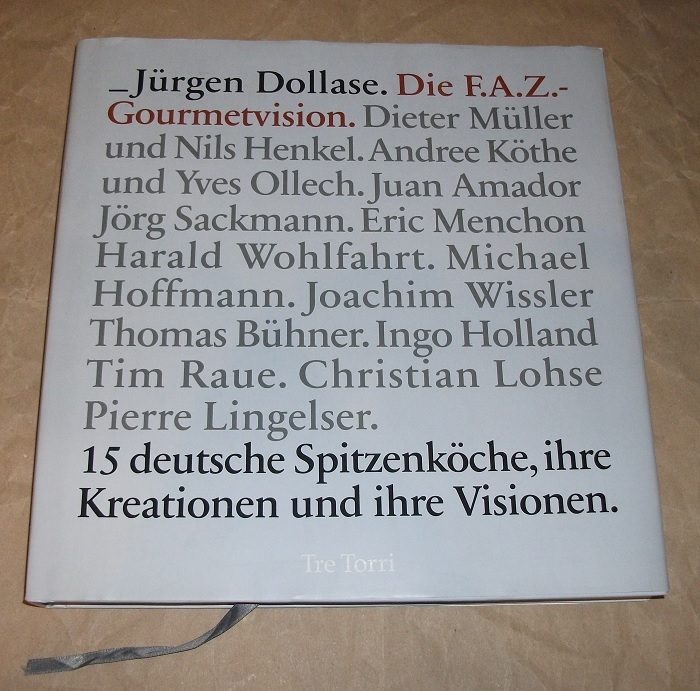 _Jürgen Dollase. Die F.A.Z.-
Gourmetvision. Dieter Müller
und Nils Henkel. Andree Köthe
und Yves Ollech. Juan Amador
Jörg Sackmann. Eric Menchon
Harald Wohlfahrt. Michael
Hoffmann. Joachim Wissler
Thomas Bühner. Ingo Holland
Tim Raue. Christian Lohse
Pierre Lingelser.
15 deutsche Spitzenköche, ihre
Kreationen und ihre Visionen.
Tre Torri